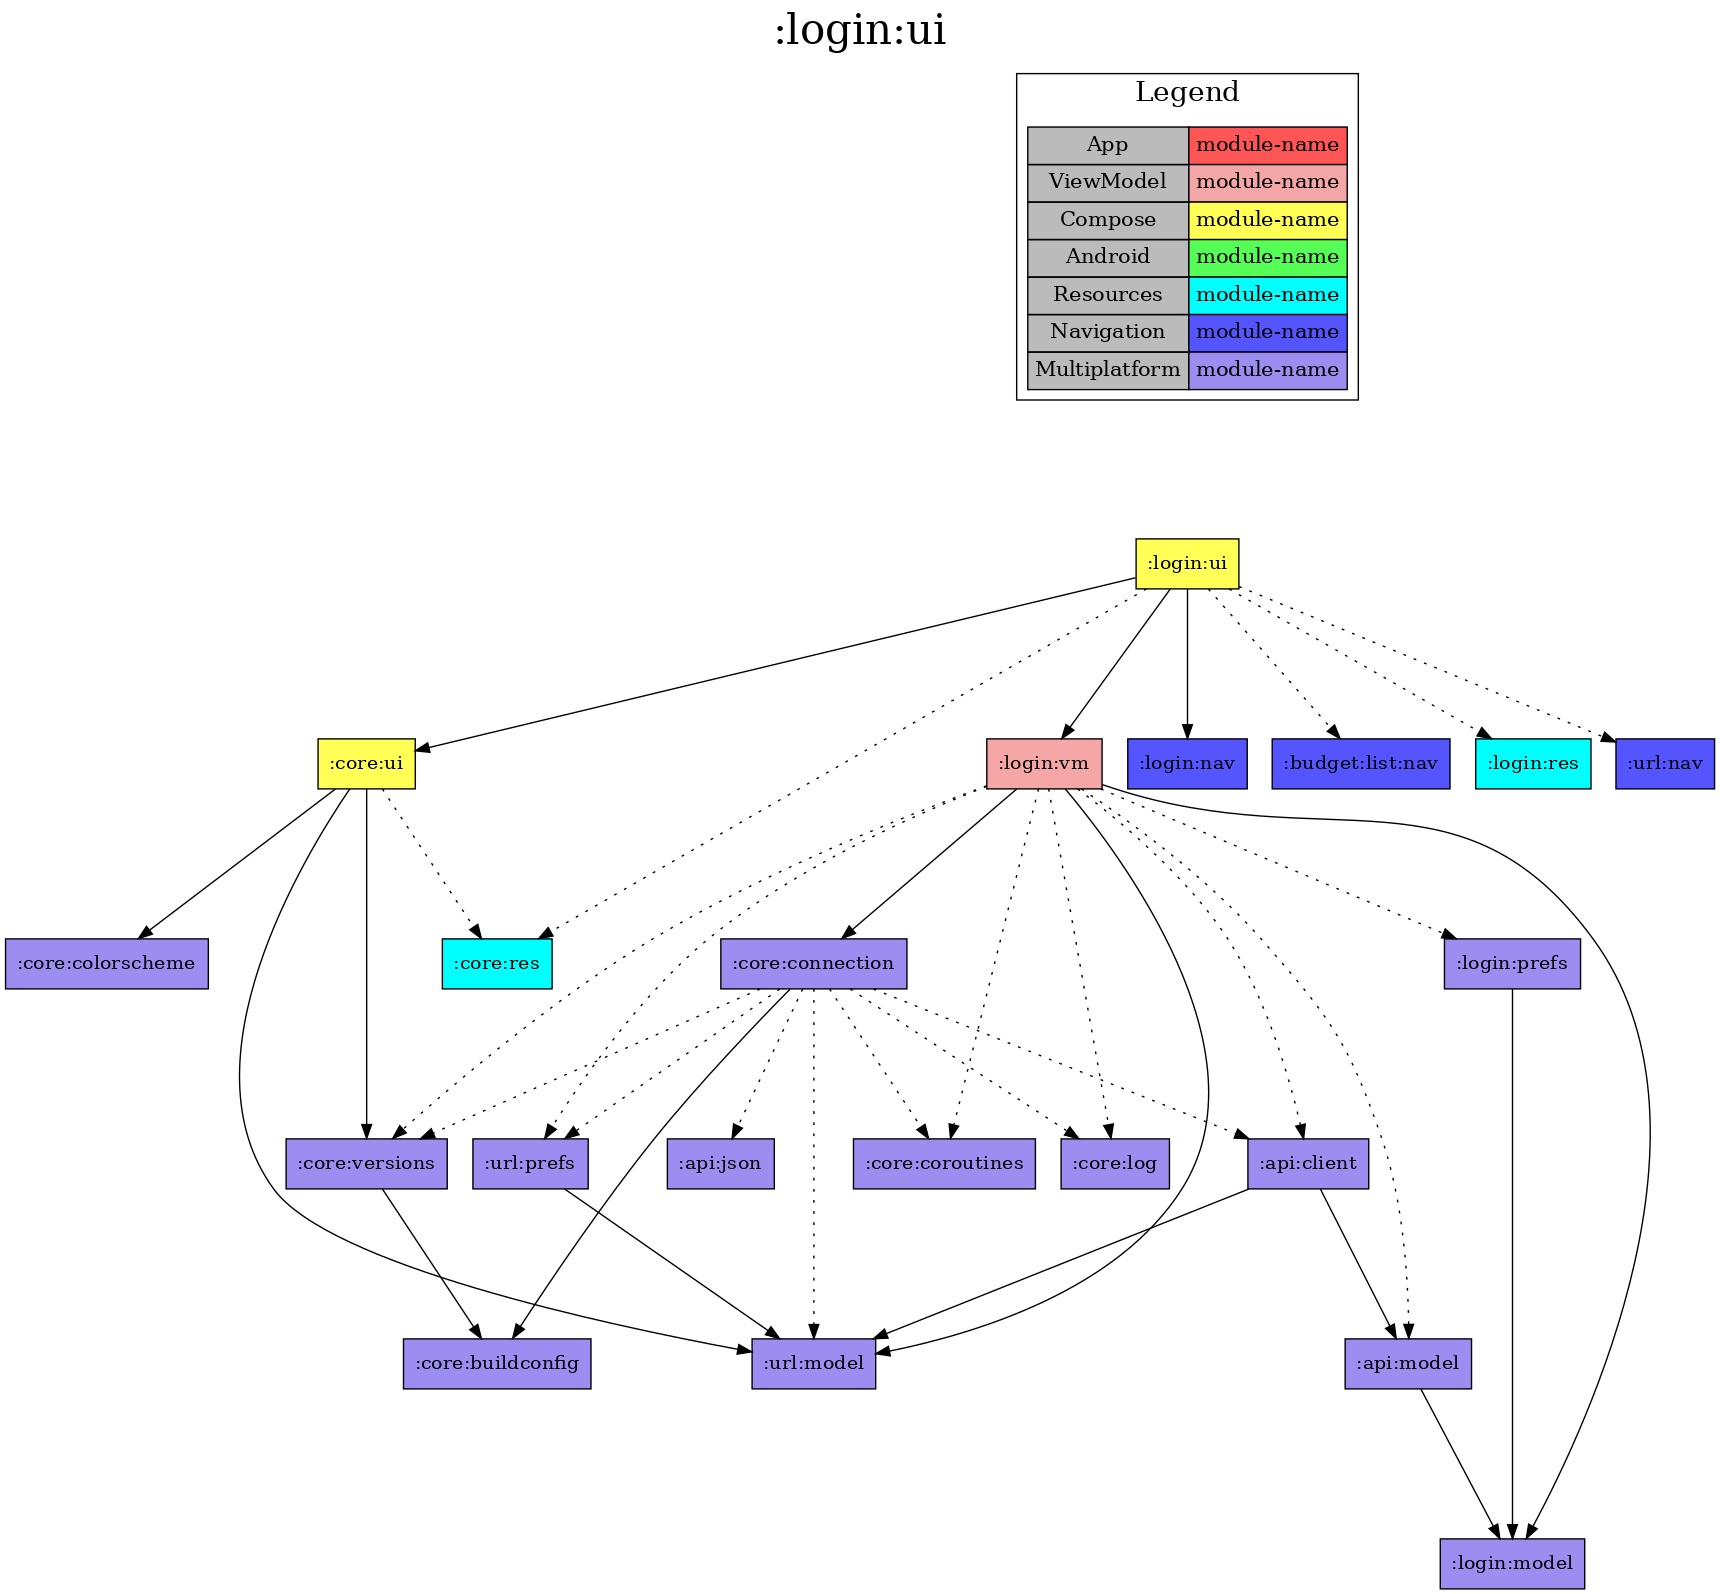 :login:ui
Legend
App module-name
ViewModel module-name
Compose module-name
Android module-name
Resources module-name
Navigation module-name
Multiplatform module-name
:login:ui
:core:ui
:login:vm
:login:nav
:budget:list:nav
:login:res
:url:nav
:core:colorscheme
:core:res
:core:connection
:login:prefs
:core:versions
:url:prefs
:api:json
:core:coroutines
:core:log
:api:client
:core:buildconfig
:url:model
:api:model
:login:model